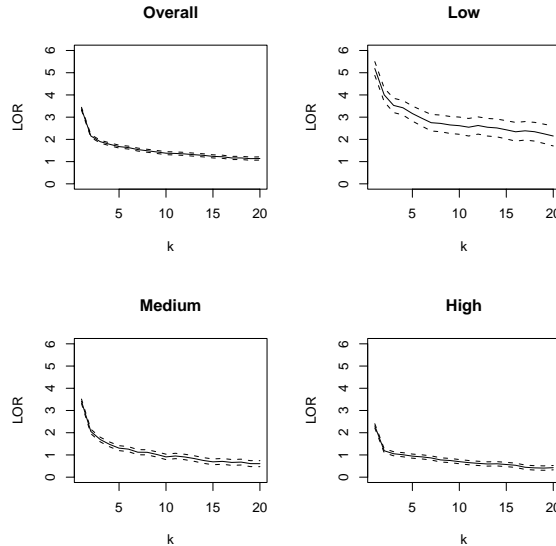 Overall
LOR
0 1 2 3 4 5 6
5 10 15 20
k
Low
LOR
0 1 2 3 4 5 6
5 10 15 20
k
Medium
LOR
0 1 2 3 4 5 6
5 10 15 20
k
High
LOR
0 1 2 3 4 5 6
5 10 15 20
k